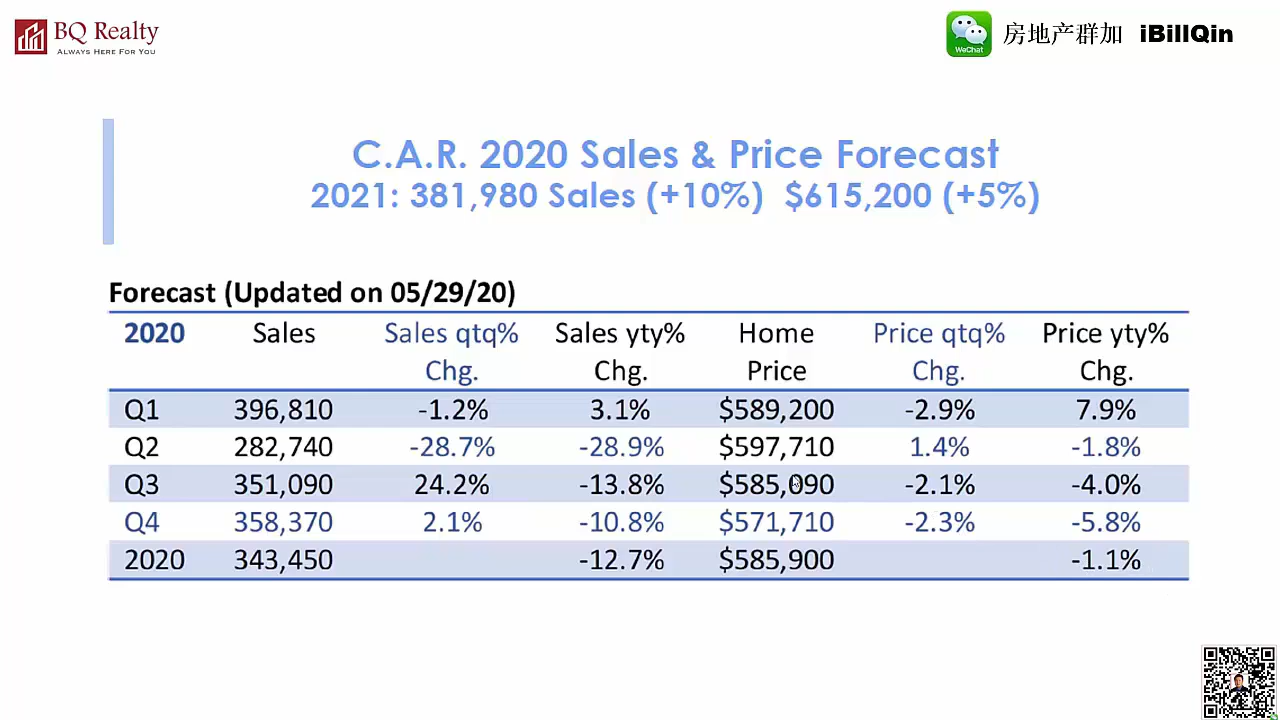 BQ Realty
ALWAYS HERE FOR YOU
WeChat
房地产群加 iBillQin
C.A.R. 2020 Sales & Price Forecast
2021: 381,980 Sales (+10%) $615,200 (+5%)
Forecast (Updated on 05/29/20)
2020 Sales Sales qtq% Chg. Sales yty% Chg. Home Price Price qtq% Chg. Price yty% Chg.
Q1 396,810 -1.2% 3.1% $589,200 -2.9% 7.9%
Q2 282,740 -28.7% -28.9% $597,710 1.4% -1.8%
Q3 351,090 24.2% -13.8% $585,090 -2.1% -4.0%
Q4 358,370 2.1% -10.8% $571,710 -2.3% -5.8%
2020 343,450 -12.7% $585,900 -1.1%